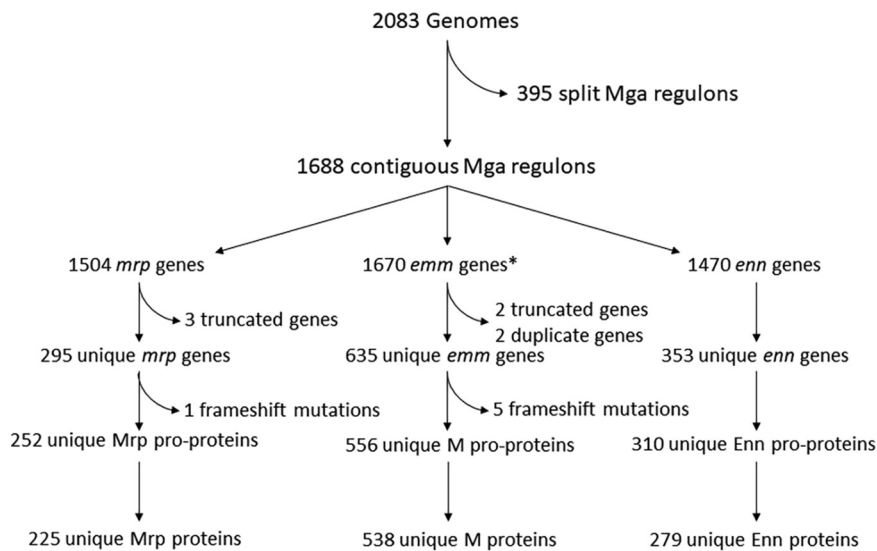 2083 Genomes
395 split Mga regulons
1688 contiguous Mga regulons
1504 mrp genes
1670 emm genes*
1470 enn genes
3 truncated genes
2 truncated genes
2 duplicate genes
295 unique mrp genes
635 unique emm genes
353 unique enn genes
1 frameshift mutations
5 frameshift mutations
252 unique Mrp pro-proteins
556 unique M pro-proteins
310 unique Enn pro-proteins
225 unique Mrp proteins
538 unique M proteins
279 unique Enn proteins